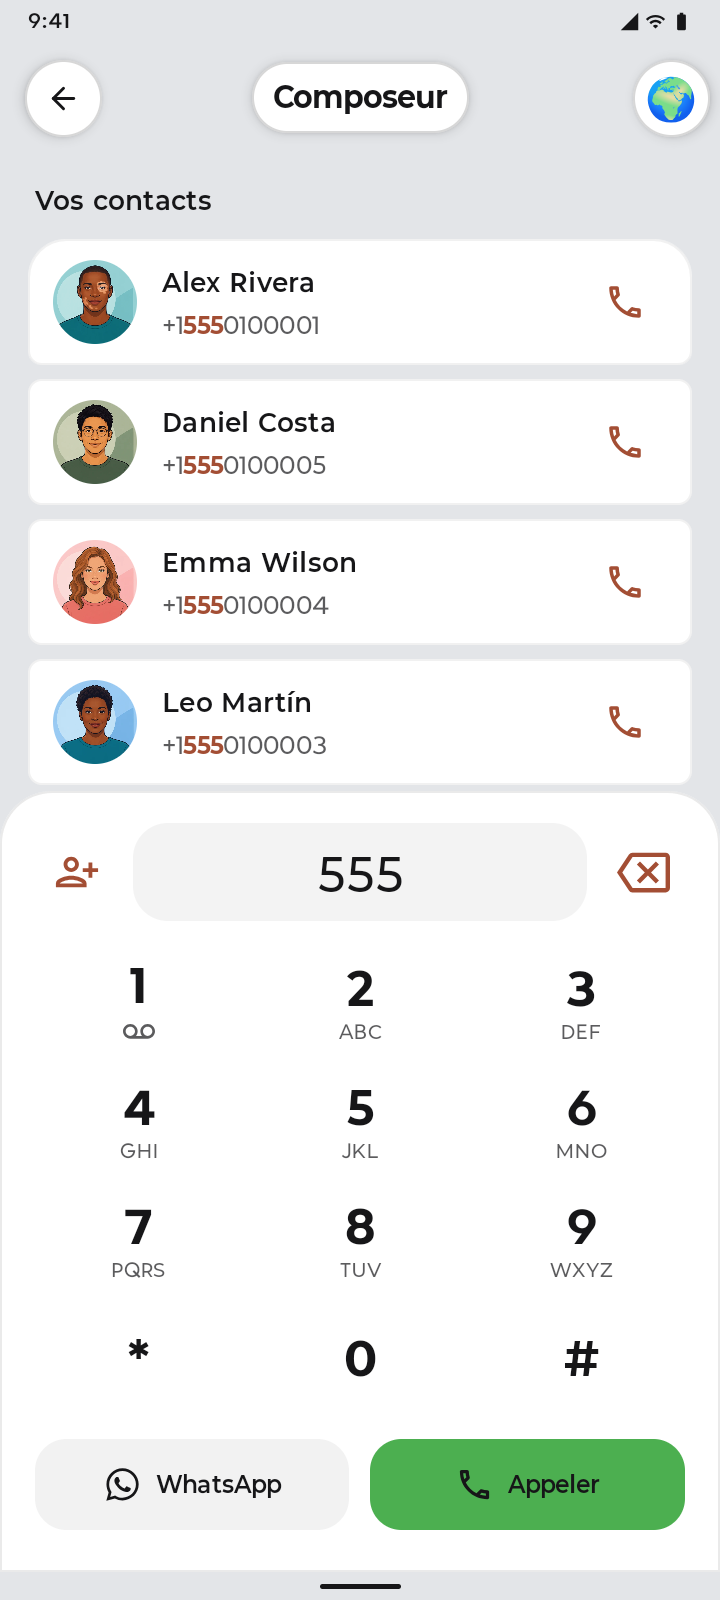 9:41
Composeur
Vos contacts
Alex Rivera
+15550100001
Daniel Costa
+15550100005
Emma Wilson
+15550100004
Leo Martín
+15550100003
555
1 2 3
ABC DEF
4 5 6
GHI JKL MNO
7 8 9
PQRS TUV WXYZ
* 0 #
WhatsApp Appeler